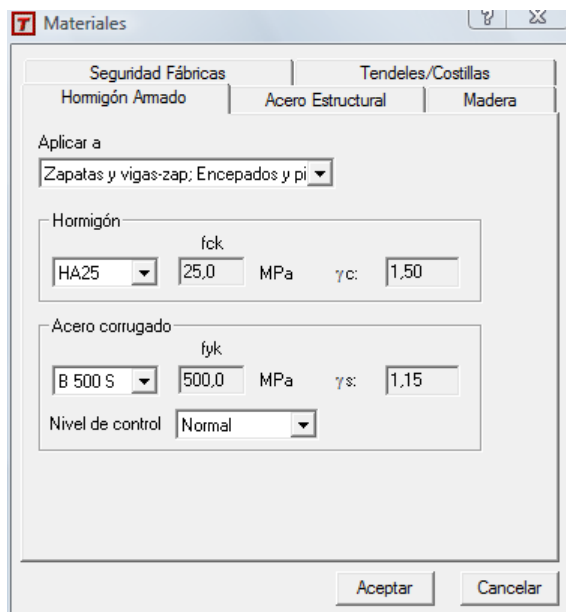 Materiales
Seguridad Fábricas Tendeles/Costillas
Hormigón Armado Acero Estructural Madera
Aplicar a
Zapatas y vigas-zap; Encepados y pi
Hormigón
fck
HA25 25,0 MPa γc: 1,50
Acero corrugado
fyk
B 500 S 500,0 MPa γs: 1,15
Nivel de control Normal
Aceptar Cancelar